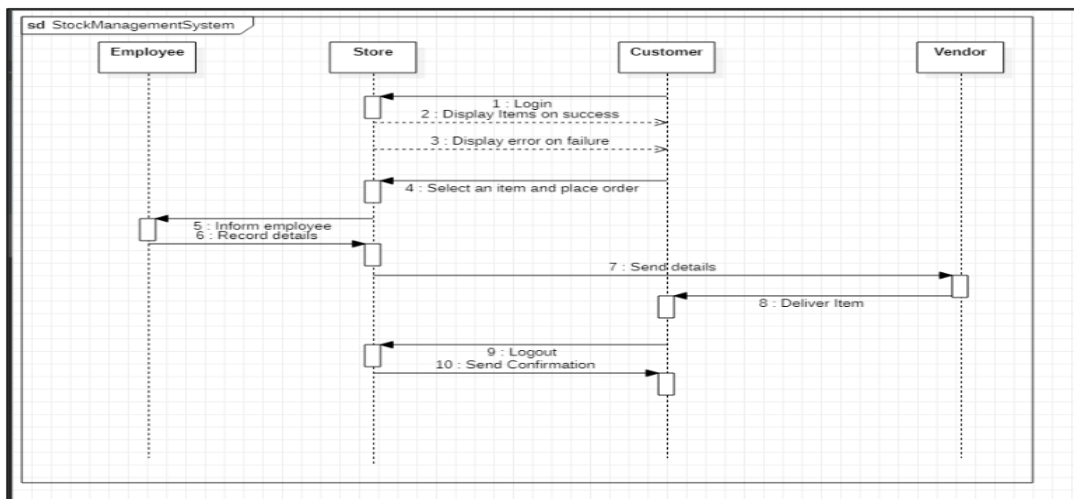 sd StockManagementSystem
Employee Store Customer Vendor
1 : Login
2 : Display Items on success
3 : Display error on failure
4 : Select an item and place order
5 : Inform employee
6 : Record details
7 : Send details
8 : Deliver Item
9 : Logout
10 : Send Confirmation